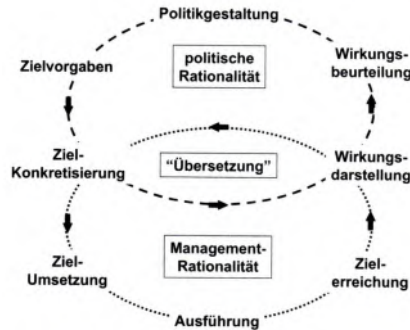 Politikgestaltung
Zielvorgaben
politische
Rationalität
Wirkungs-
beurteilung
Ziel-
Konkretisierung
"Übersetzung"
Wirkungs-
darstellung
Ziel-
Umsetzung
Management-
Rationalität
Ziel-
erreichung
Ausführung